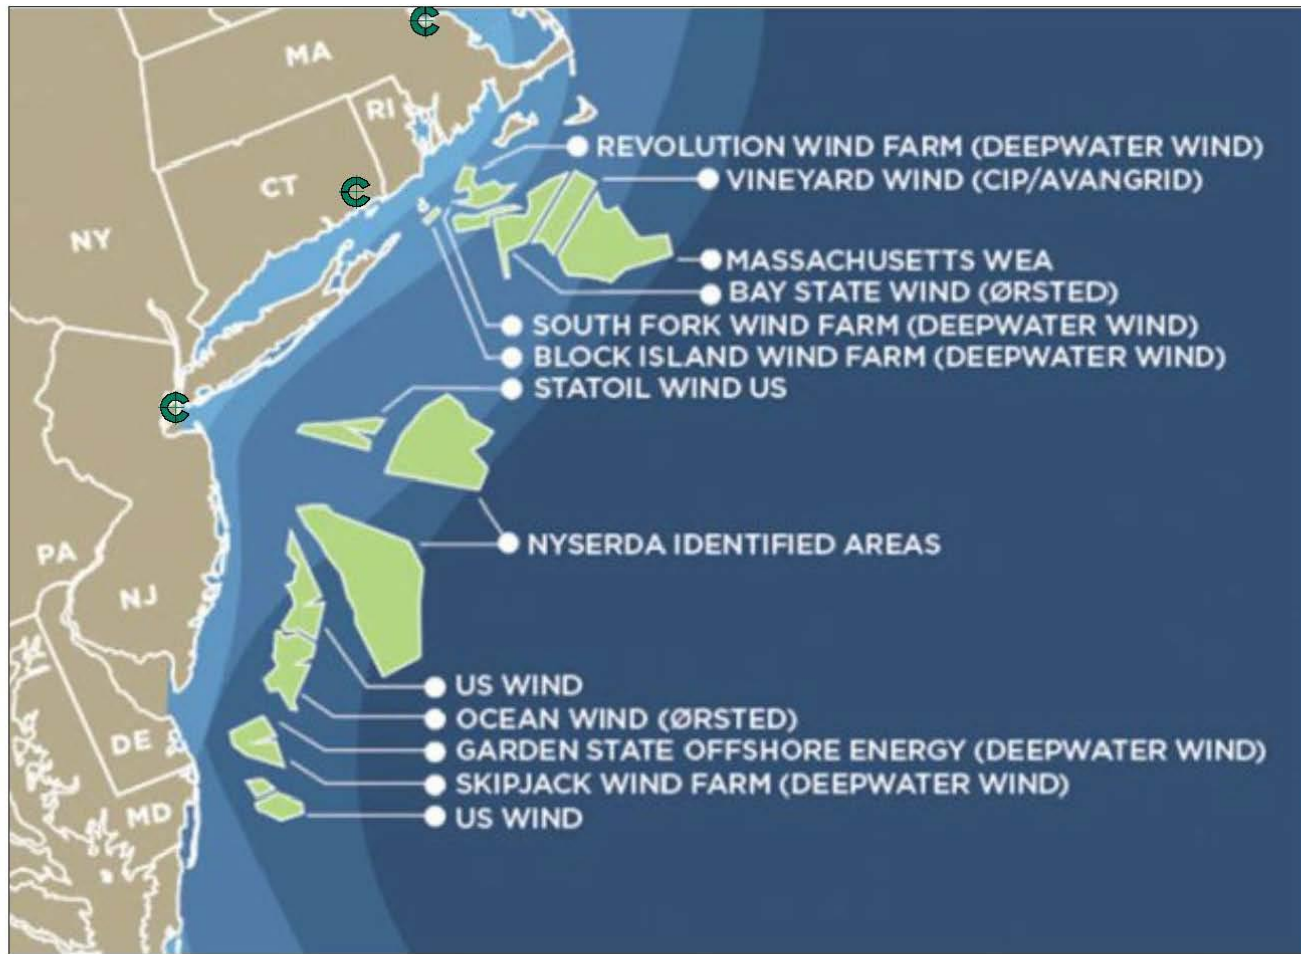 MA
RI
CT
NY
PA
NJ
DE
MD
REVOLUTION WIND FARM (DEEPWATER WIND)
VINEYARD WIND (CIP/AVANGRID)
MASSACHUSETTS WEA
BAY STATE WIND (ØRSTED)
SOUTH FORK WIND FARM (DEEPWATER WIND)
BLOCK ISLAND WIND FARM (DEEPWATER WIND)
STATOIL WIND US
NYSERDA IDENTIFIED AREAS
US WIND
OCEAN WIND (ØRSTED)
GARDEN STATE OFFSHORE ENERGY (DEEPWATER WIND)
SKIPJACK WIND FARM (DEEPWATER WIND)
US WIND